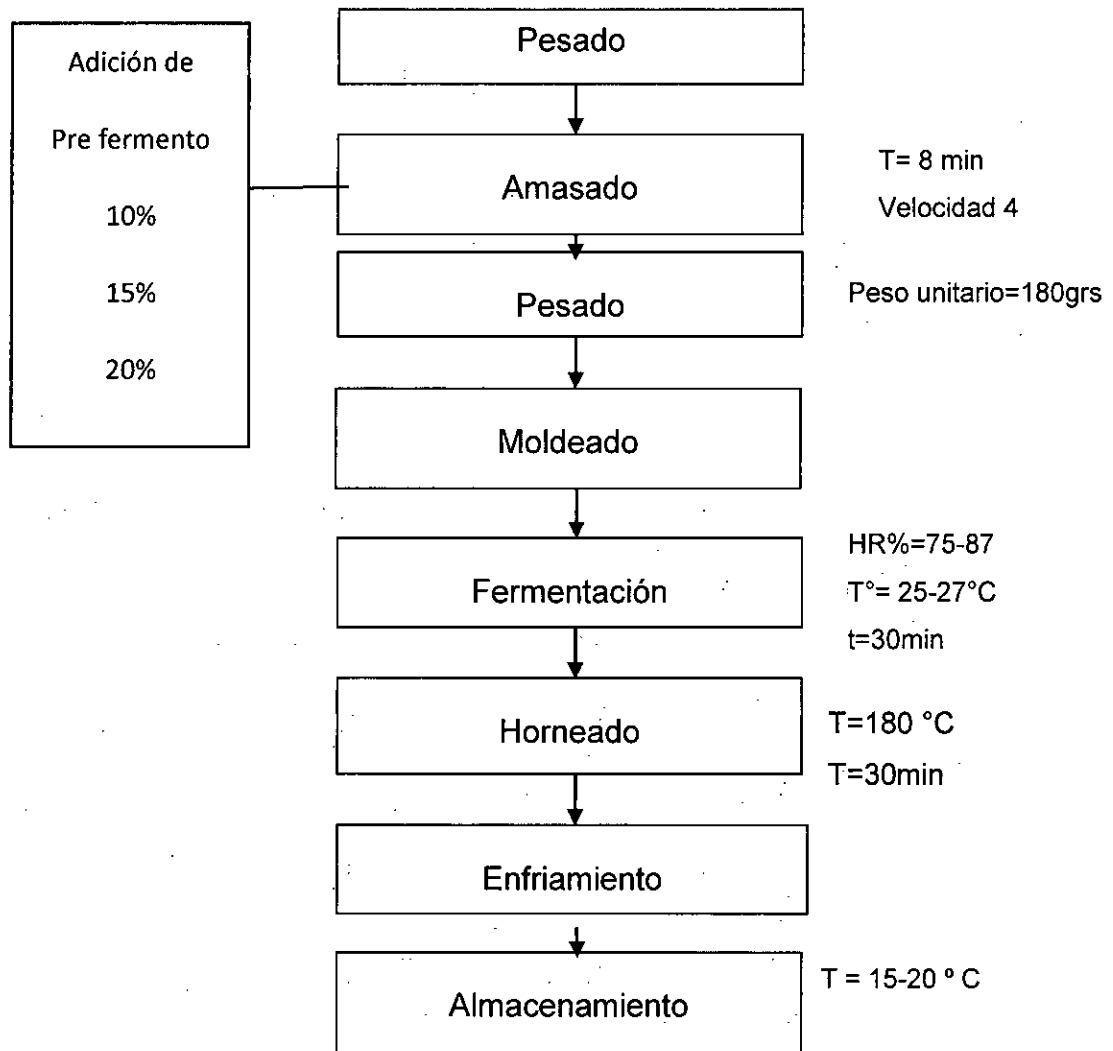 Pesado
Adición de
Pre fermento
10%
15%
20%
Amasado
T= 8 min
Velocidad 4
Pesado
Peso unitario=180grs
Moldeado
Fermentación
HR%=75-87
T°= 25-27°C
t=30min
Horneado
T=180 °C
T=30min
Enfriamiento
Almacenamiento
T = 15-20 º C